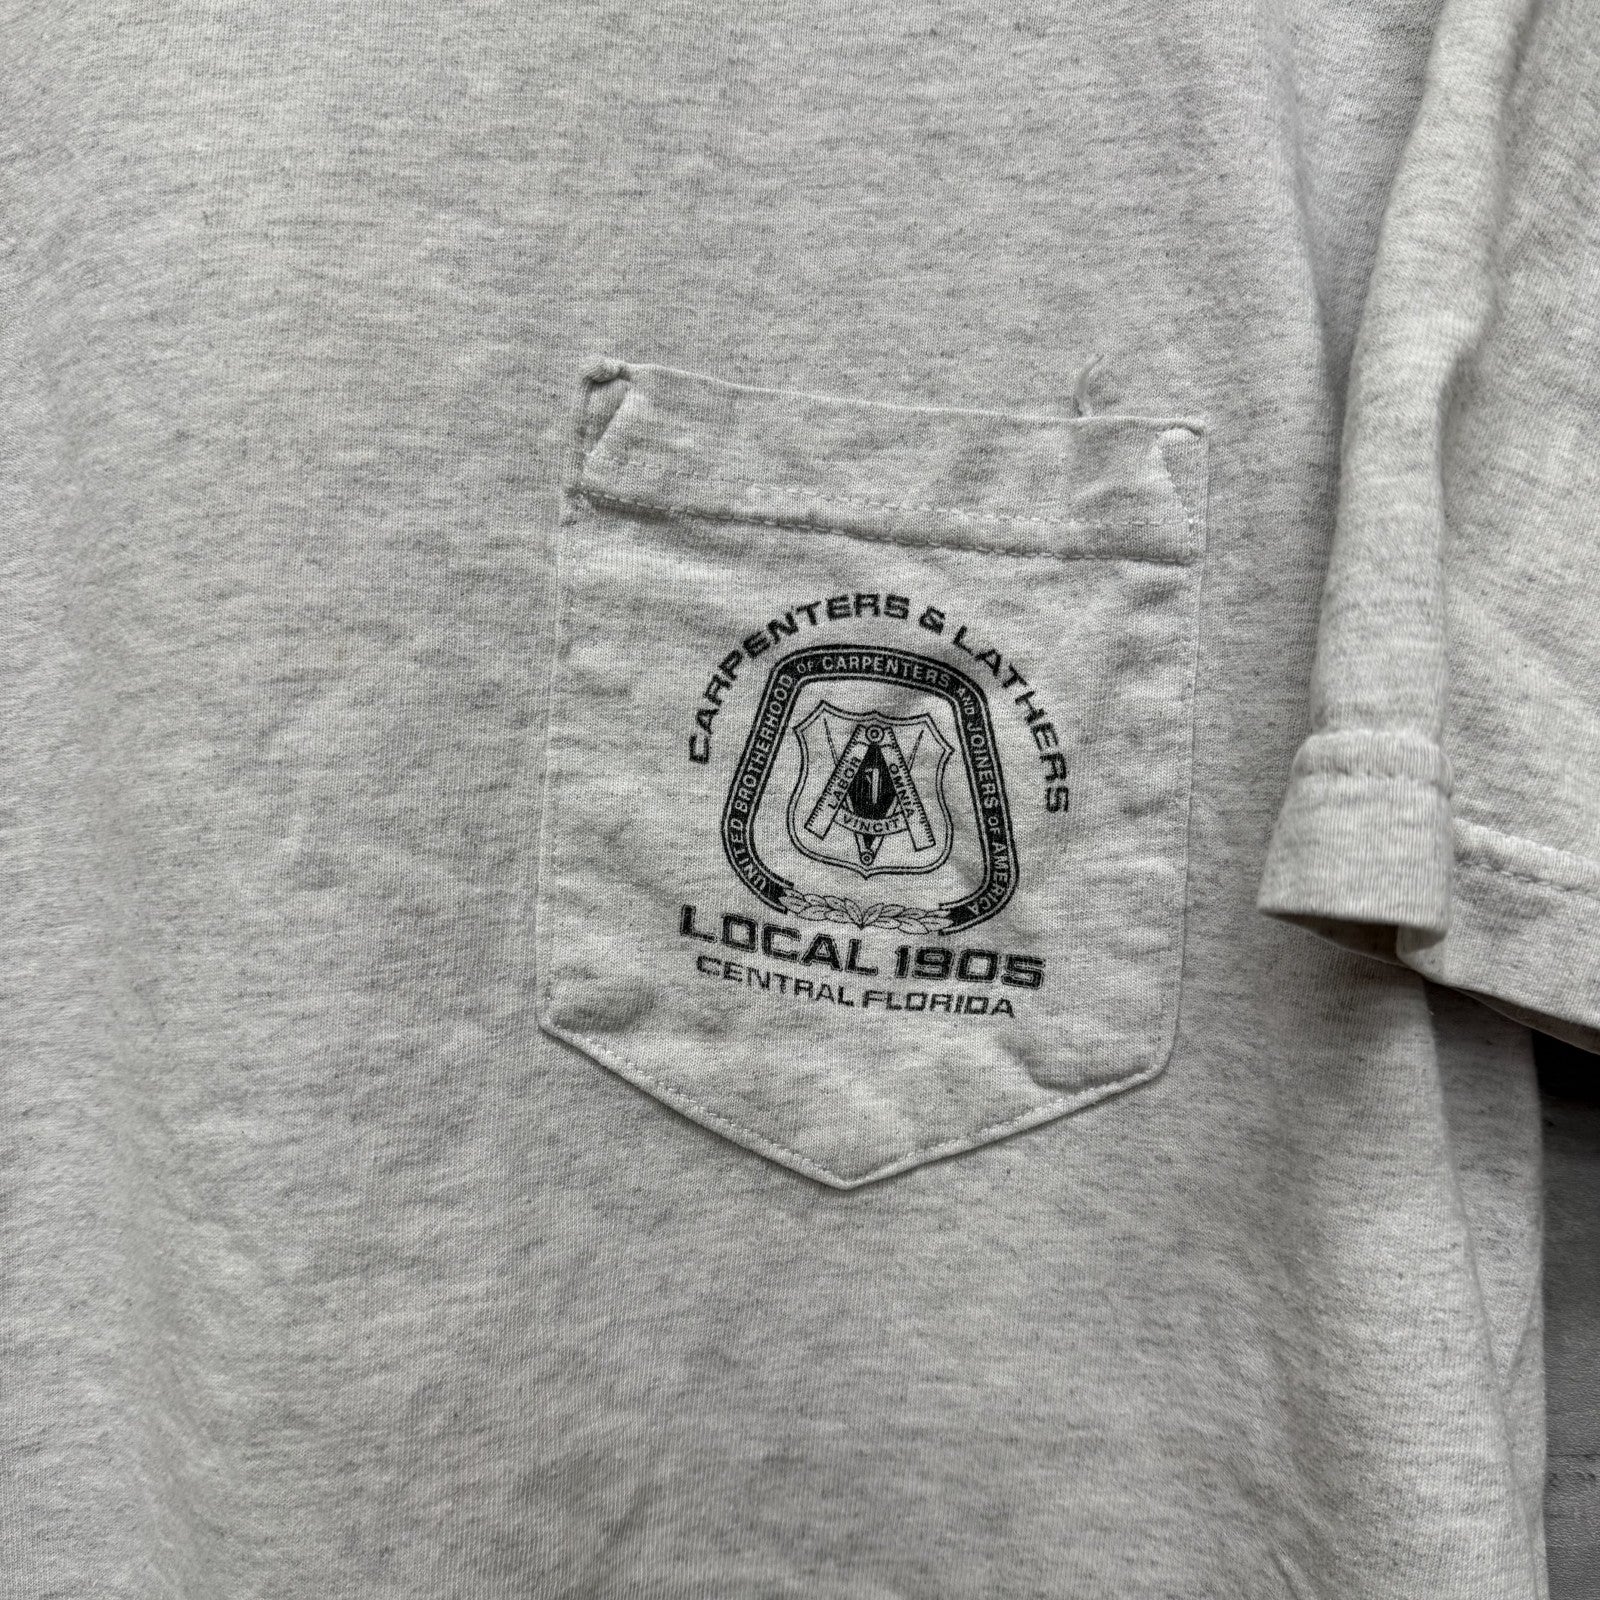 CARPENTERS & LATHERS
UNITED BROTHERHOOD OF CARPENTERS AND JOINERS OF AMERICA
1
LABOR OMNIA
VINCIT
LOCAL 1905
CENTRAL FLORIDA